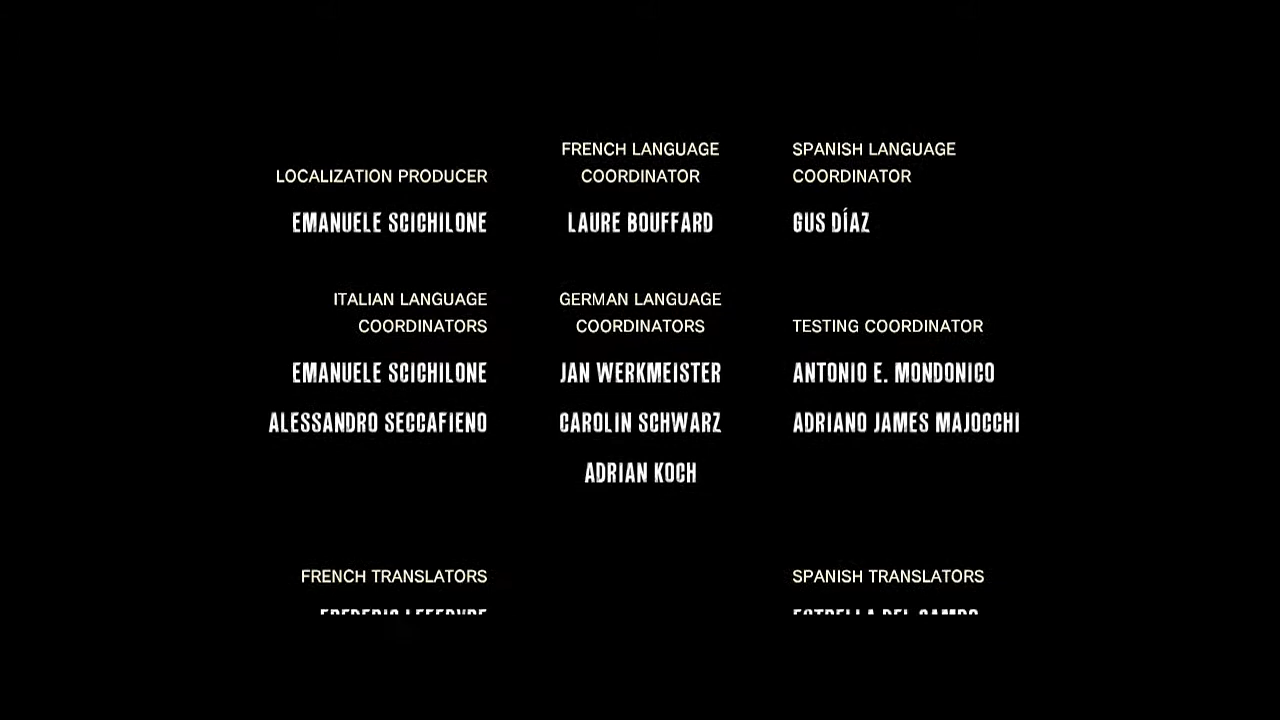 LOCALIZATION PRODUCER
EMANUELE SCICHILONE
FRENCH LANGUAGE
COORDINATOR
LAURE BOUFFARD
SPANISH LANGUAGE
COORDINATOR
GUS DÍAZ
ITALIAN LANGUAGE
COORDINATORS
EMANUELE SCICHILONE
ALESSANDRO SECCAFIENO
GERMAN LANGUAGE
COORDINATORS
JAN WERKMEISTER
CAROLIN SCHWARZ
ADRIAN KOCH
TESTING COORDINATOR
ANTONIO E. MONDONICO
ADRIANO JAMES MAJOCCHI
FRENCH TRANSLATORS
SPANISH TRANSLATORS